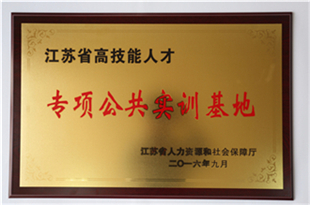 江苏省高技能人才
专项公共实训基地
江苏省人力资源和社会保障厅
二〇一六年九月